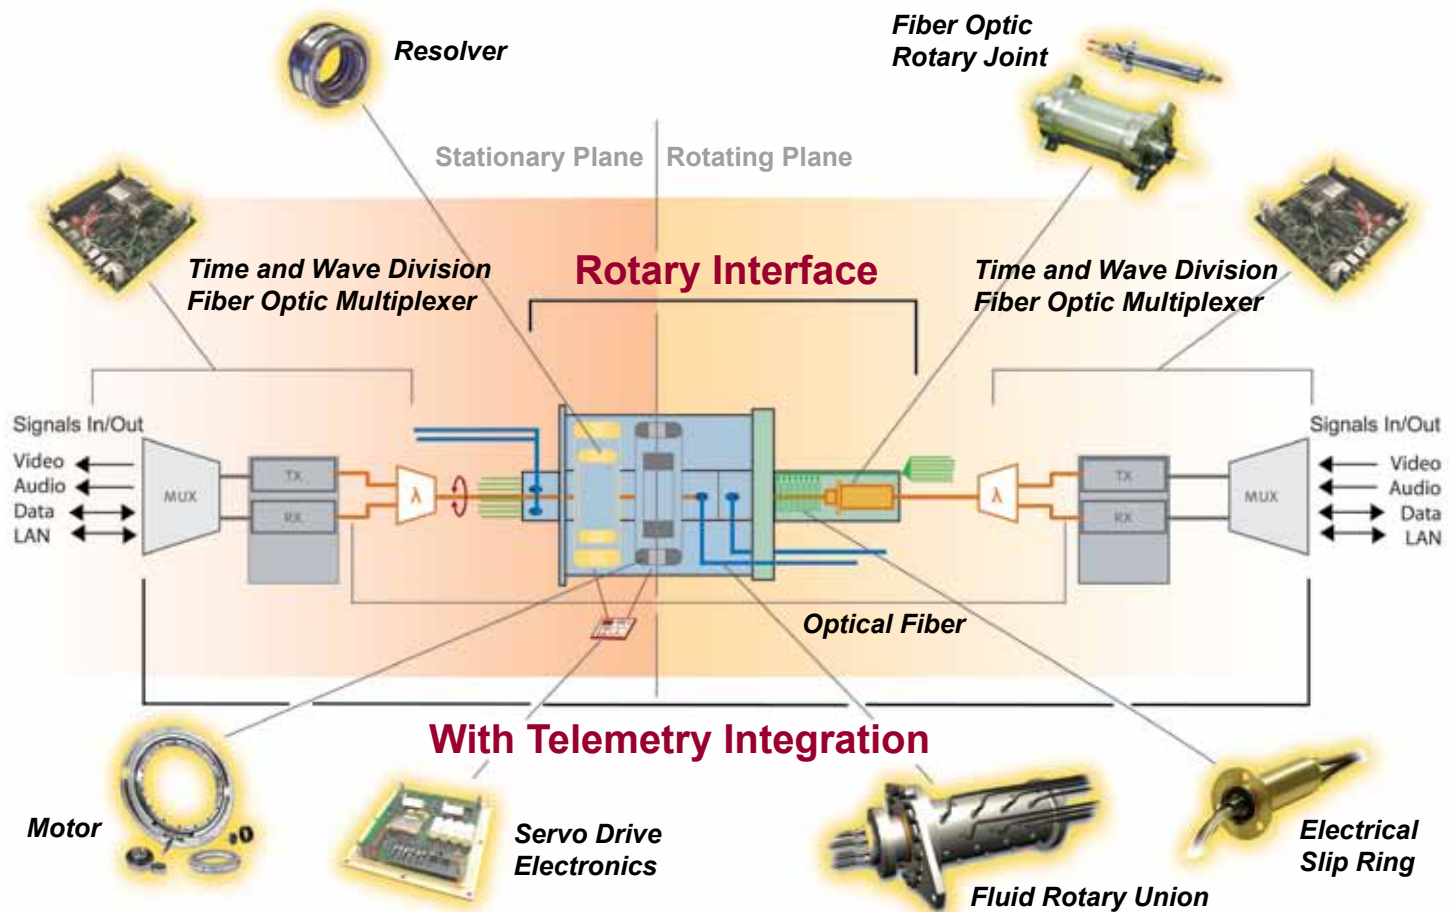 Resolver
Fiber Optic
Rotary Joint
Stationary Plane
Rotating Plane
Time and Wave Division
Fiber Optic Multiplexer
Rotary Interface
Time and Wave Division
Fiber Optic Multiplexer
Signals In/Out
Video
Audio
Data
LAN
MUX
TX
RX
λ
λ
TX
RX
MUX
Signals In/Out
Video
Audio
Data
LAN
Optical Fiber
With Telemetry Integration
Motor
Servo Drive
Electronics
Fluid Rotary Union
Electrical
Slip Ring